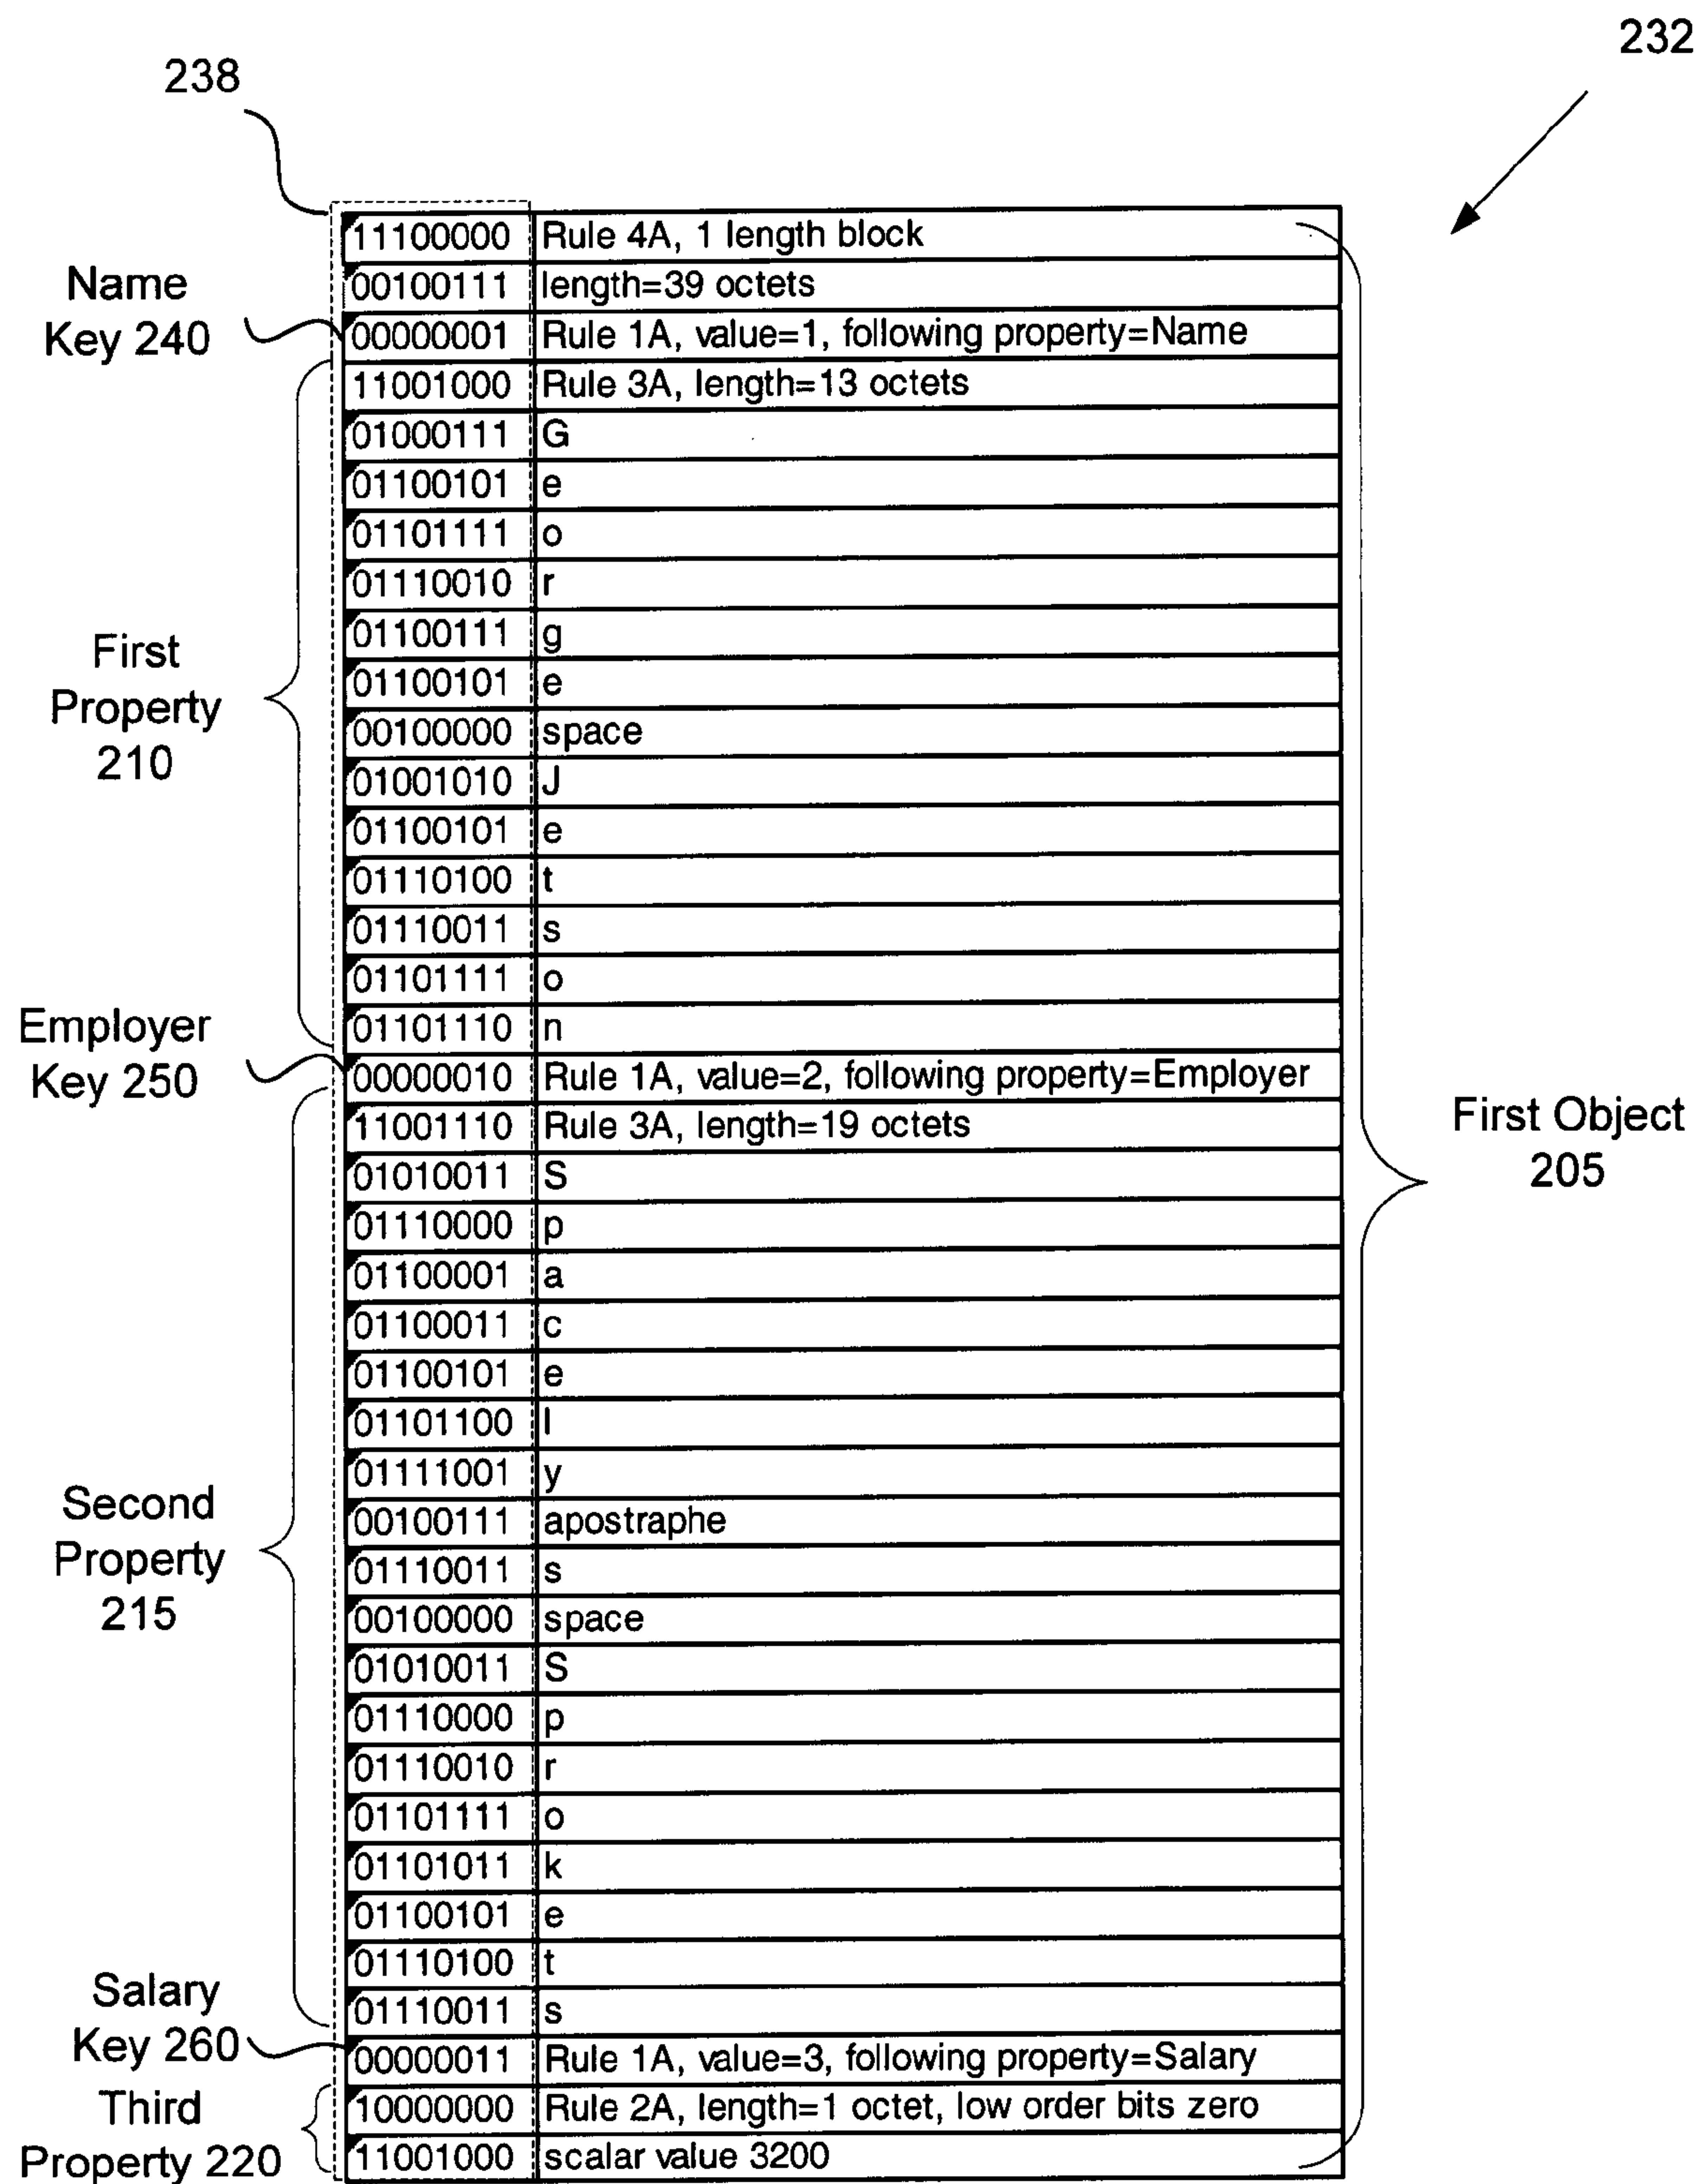 232
238
11100000 Rule 4A, 1 length block
00100111 length=39 octets
Name
Key 240
00000001 Rule 1A, value=1, following property=Name
11001000 Rule 3A, length=13 octets
01000111 G
01100101 e
01101111 o
01110010 r
01100111 g
01100101 e
00100000 space
01001010 J
01100101 e
01110100 t
01110011 s
01101111 o
01101110 n
First
Property
210
Employer
Key 250
00000010 Rule 1A, value=2, following property=Employer
11001110 Rule 3A, length=19 octets
01010011 S
01110000 p
01100001 a
01100011 c
01100101 e
01101100 l
01111001 y
00100111 apostraphe
01110011 s
00100000 space
01010011 S
01110000 p
01110010 r
01101111 o
01101011 k
01100101 e
01110100 t
01110011 s
Second
Property
215
First Object
205
Salary
Key 260
00000011 Rule 1A, value=3, following property=Salary
10000000 Rule 2A, length=1 octet, low order bits zero
11001000 scalar value 3200
Third
Property 220